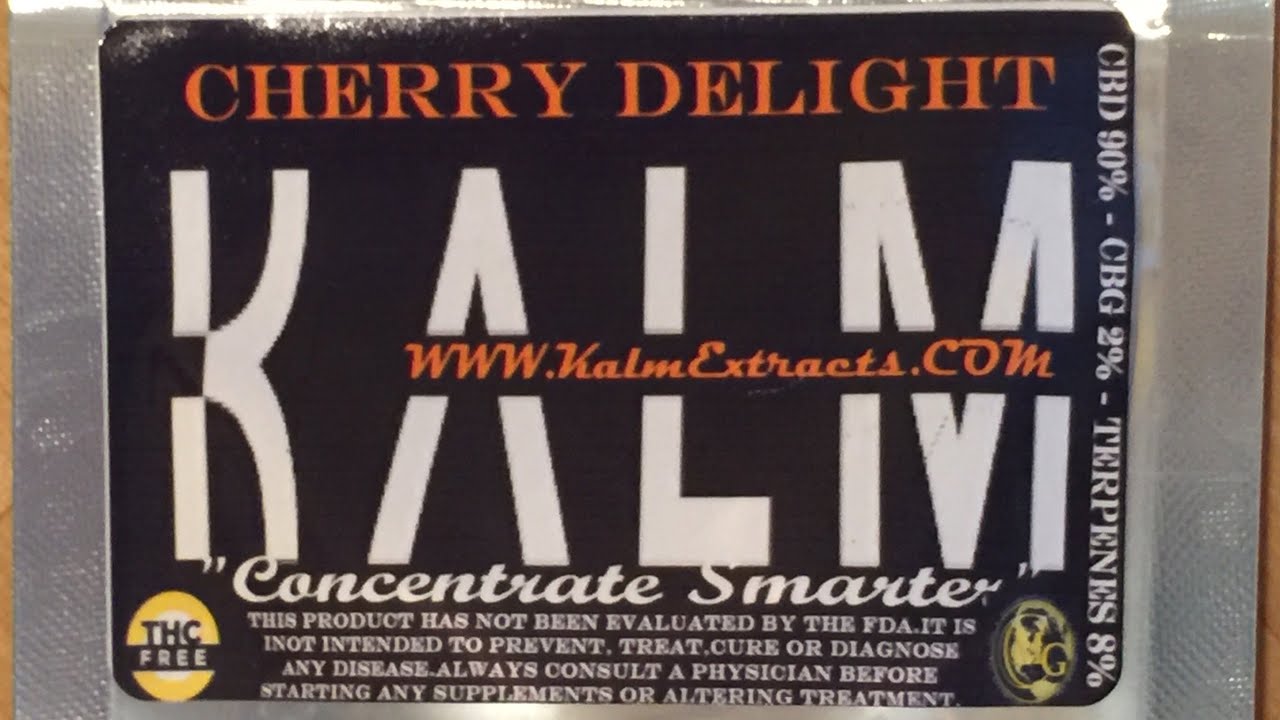 CHERRY DELIGHT
KALM
WWW.KalmExtracts.COM
"Concentrate Smarter"
THIS PRODUCT HAS NOT BEEN EVALUATED BY THE FDA.IT IS
INOT INTENDED TO PREVENT, TREAT,CURE OR DIAGNOSE
ANY DISEASE.ALWAYS CONSULT A PHYSICIAN BEFORE
STARTING ANY SUPPLEMENTS OR ALTERING TREATMENT.
THC
FREE
G
CBD 90% - CBG 2% - TERPENES 8%